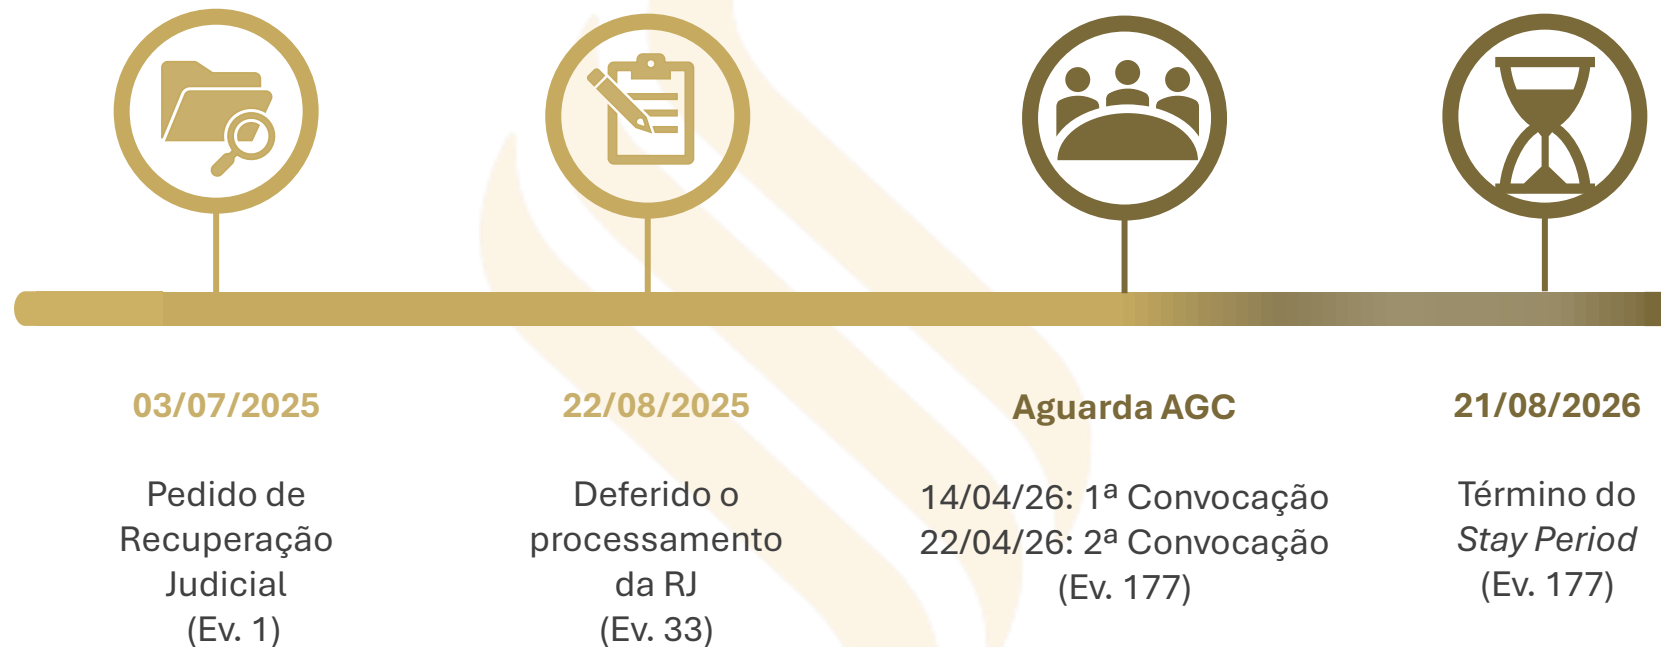 03/07/2025
Pedido de
Recuperação
Judicial
(Ev. 1)
22/08/2025
Deferido o
processamento
da RJ
(Ev. 33)
Aguarda AGC
14/04/26: 1ª Convocação
22/04/26: 2ª Convocação
(Ev. 177)
21/08/2026
Término do
Stay Period
(Ev. 177)